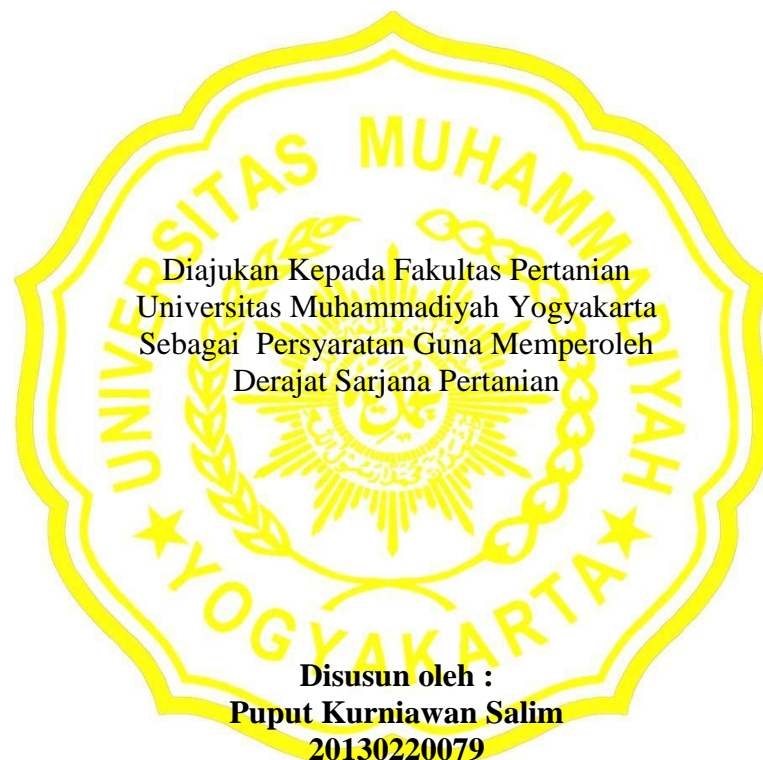 UNIVERSITAS MUHAMMADIYAH
Diajukan Kepada Fakultas Pertanian
Universitas Muhammadiyah Yogyakarta
Sebagai Persyaratan Guna Memperoleh
Derajat Sarjana Pertanian
★YOGYAKARTA★
Disusun oleh :
Puput Kurniawan Salim
20130220079